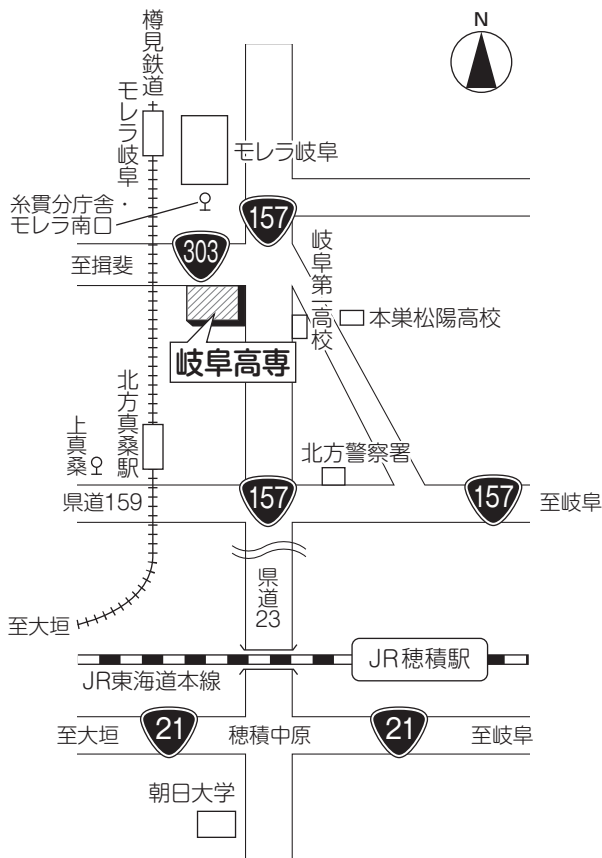 N
樽見鉄道
モレラ岐阜
モレラ岐阜
糸貫分庁舎・
モレラ南口
157
303
至揖斐
岐阜第一高校
本巣松陽高校
岐阜高専
北方真桑駅
上真桑
北方警察署
県道159
157
157
至岐阜
県道
23
至大垣
JR穂積駅
JR東海道本線
至大垣
21
穂積中原
21
至岐阜
朝日大学